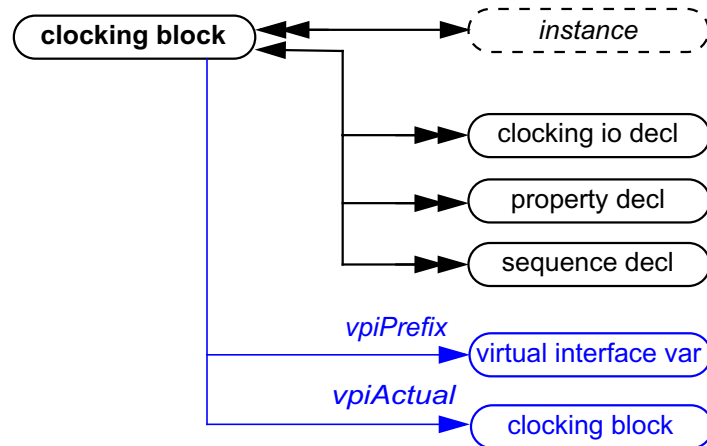 clocking block
instance
clocking io decl
property decl
sequence decl
vpiPrefix
virtual interface var
vpiActual
clocking block